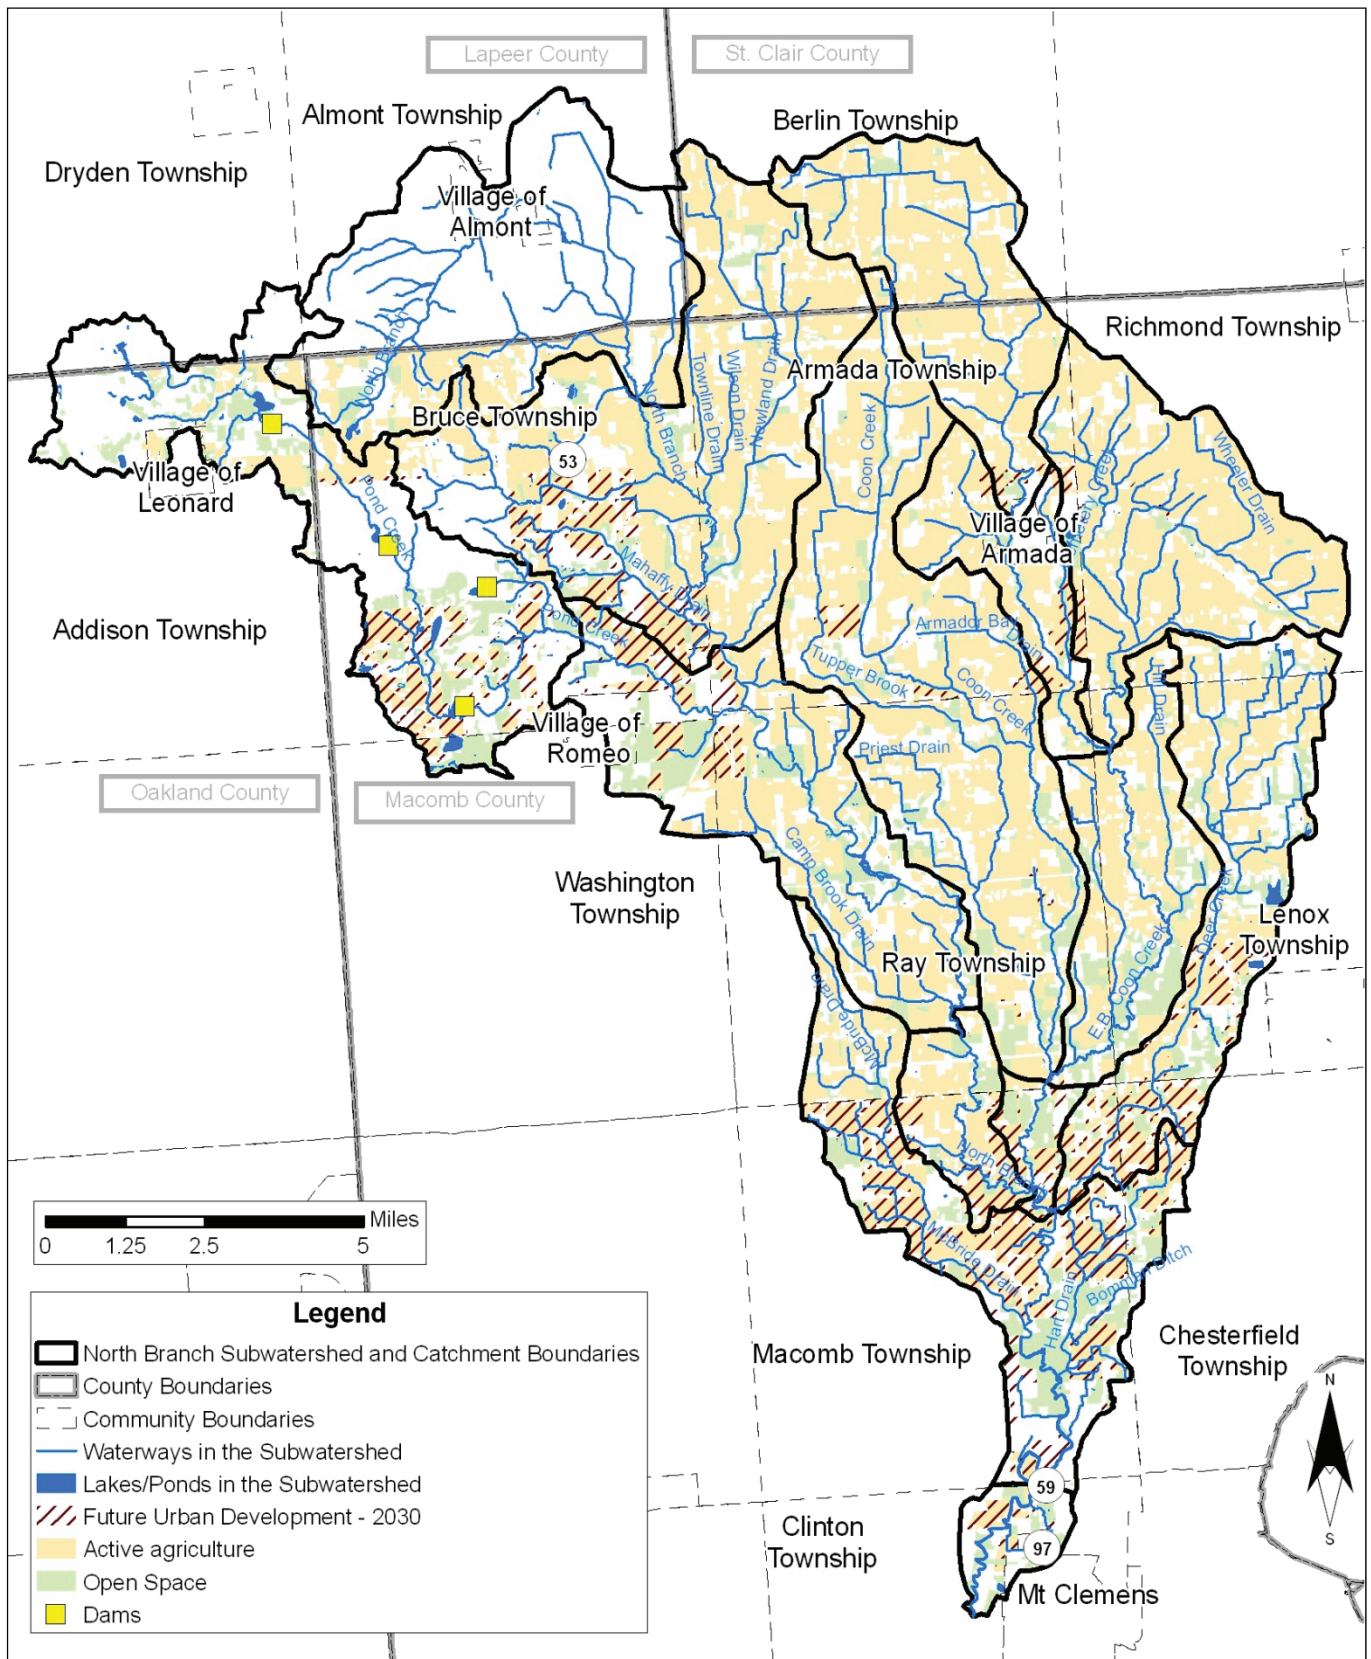 Lapeer County
St. Clair County
Almont Township
Berlin Township
Dryden Township
Village of
Almont
Richmond Township
North Branch
Armada Township
Townline Drain
Wilson Drain
Newland Drain
Bruce Township
53
North Branch
Coon Creek
Wheeler Drain
Village of
Leonard
Pond Creek
Village of
Armada
Mahaffy Drain
Addison Township
Pond Creek
Armador Bay
Drain
Tupper Brook
Coon Creek
Hill Drain
Village of
Romeo
Priest Drain
Oakland County
Macomb County
Camp Brook Drain
Washington
Township
Deer Creek
Lenox
Township
Ray Township
McBride Drain
E.B. Coon Creek
North Branch
McBride Drain
Hart Drain
Miles
0
1.25
2.5
5
Legend
North Branch Subwatershed and Catchment Boundaries
County Boundaries
Community Boundaries
Waterways in the Subwatershed
Lakes/Ponds in the Subwatershed
Future Urban Development - 2030
Active agriculture
Open Space
Dams
Macomb Township
Chesterfield
Township
N
S
59
Clinton
Township
97
Mt Clemens